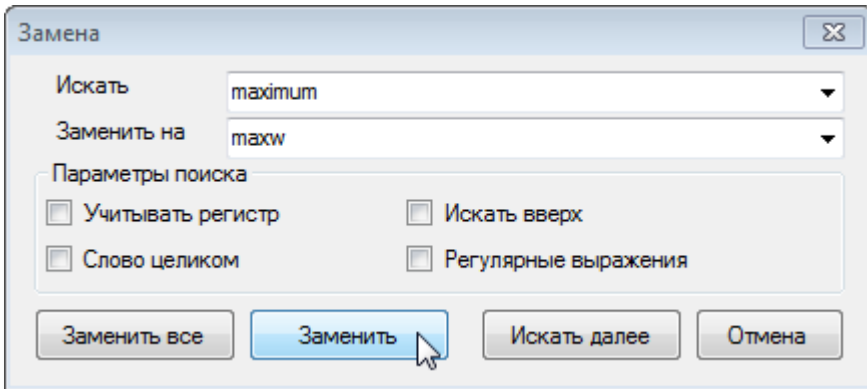 Замена
Искать maximum
Заменить на maxw
Параметры поиска
Учитывать регистр Искать вверх
Слово целиком Регулярные выражения
Заменить все Заменить Искать далее Отмена